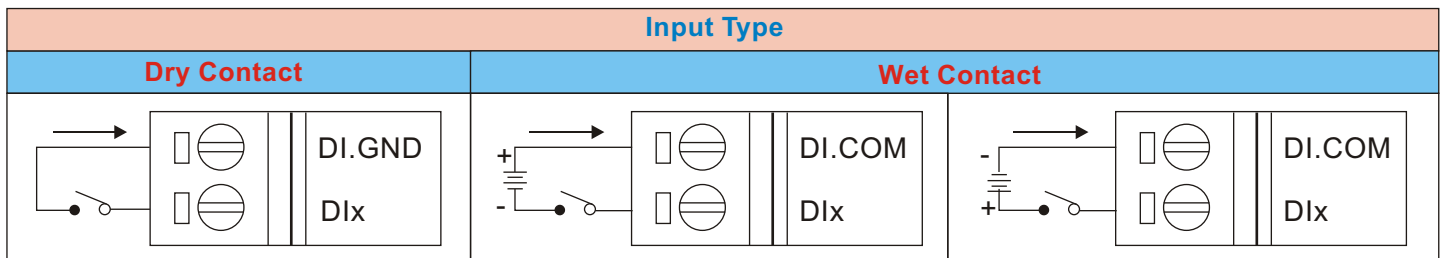 Input Type
Dry Contact
Wet Contact
DI.GND
DIx
+
-
DI.COM
DIx
-
+
DI.COM
DIx